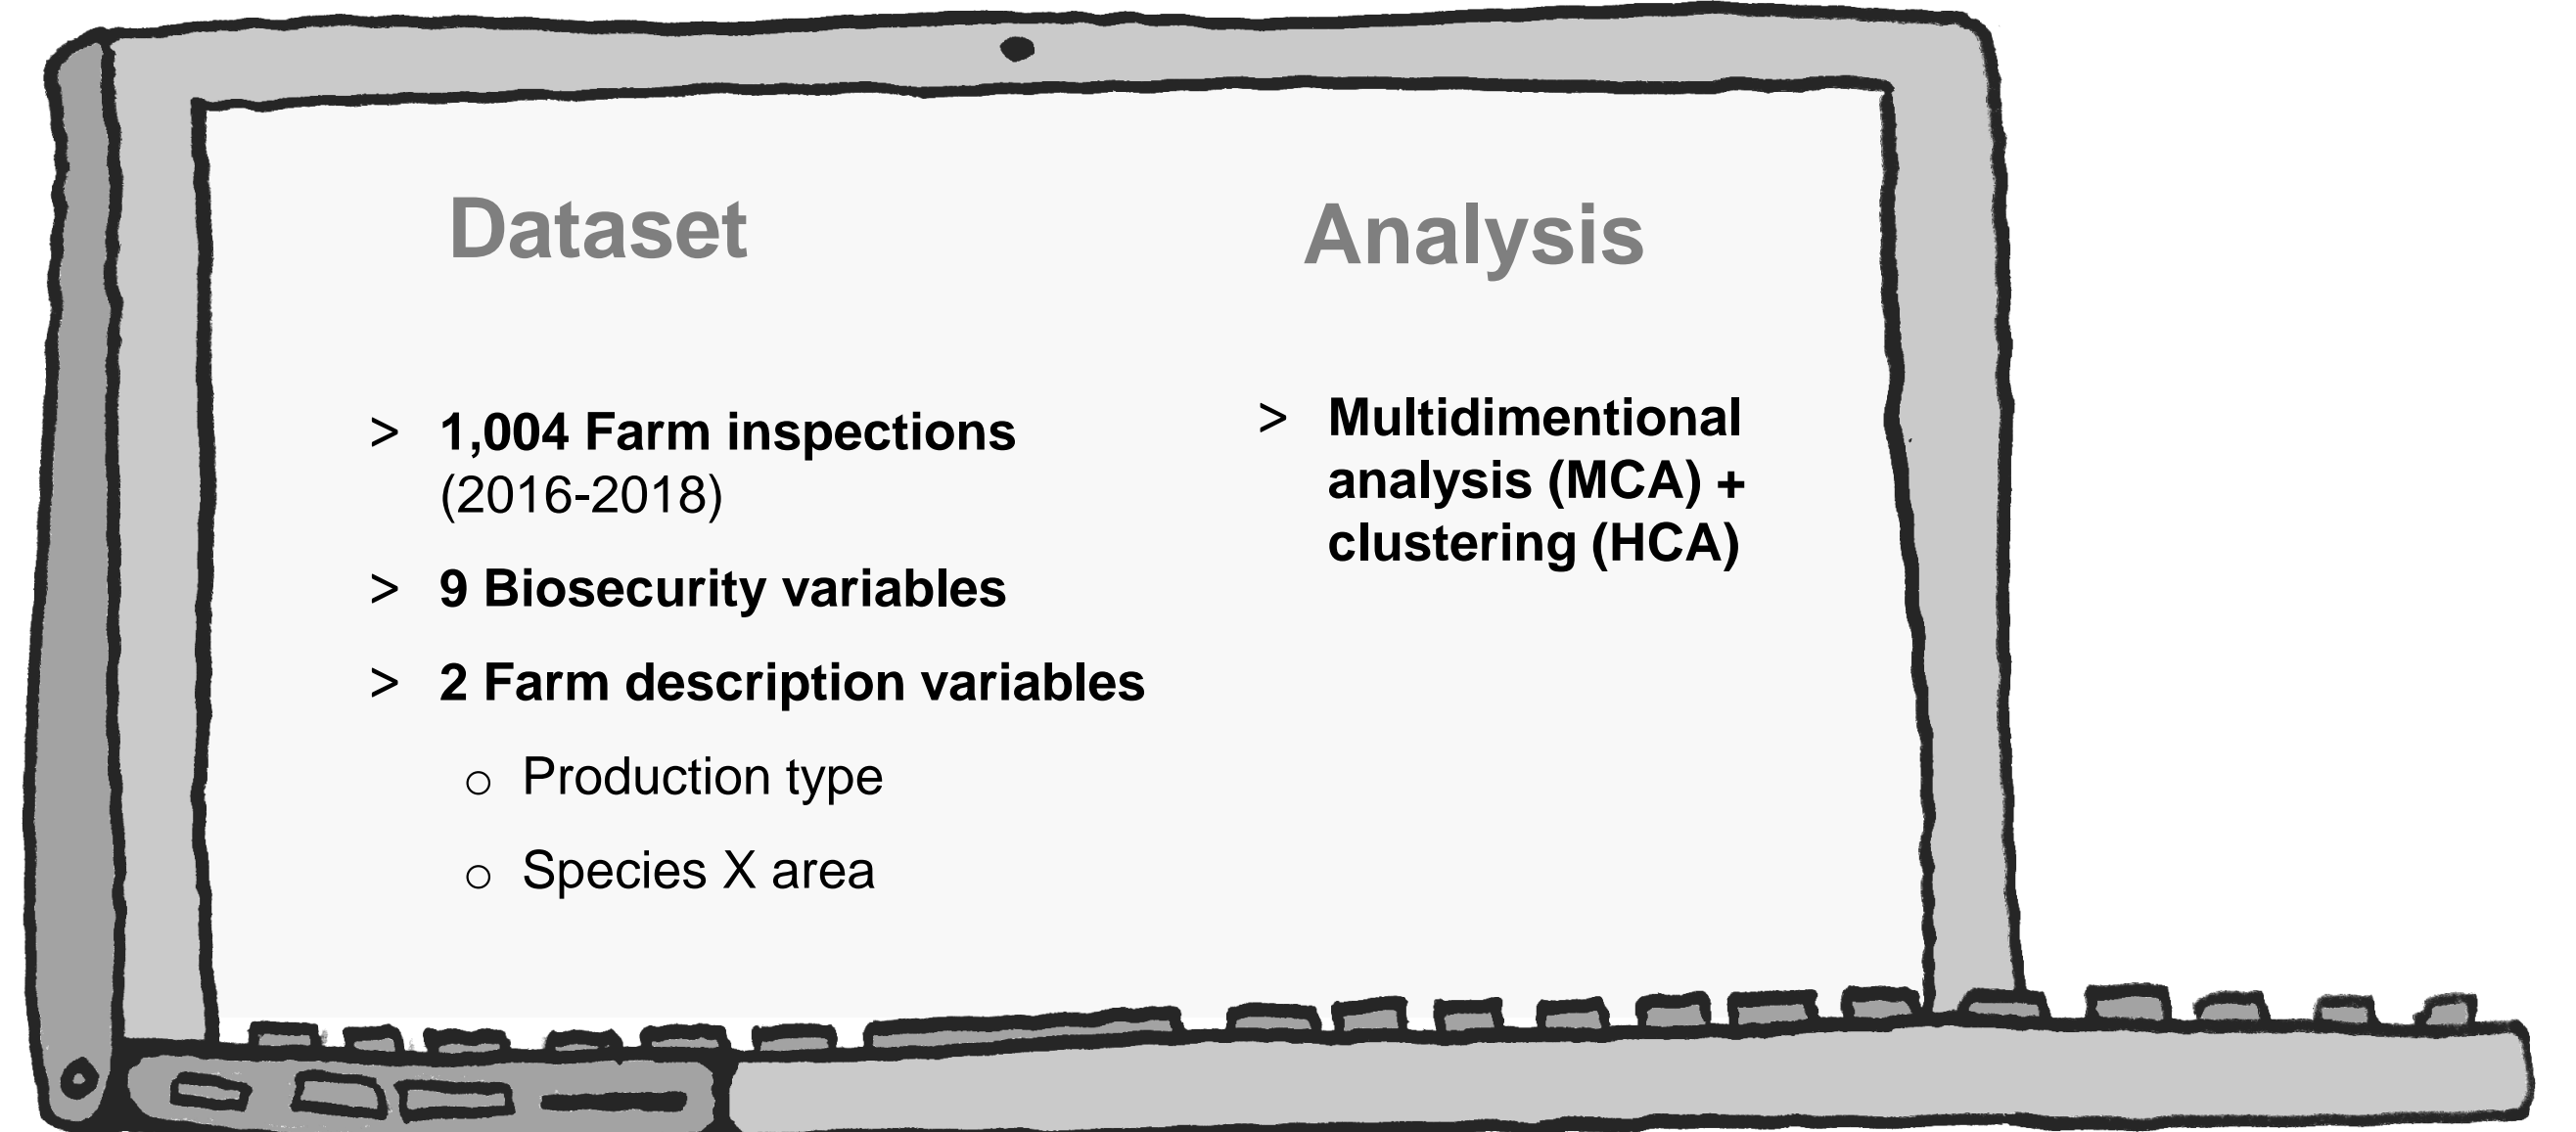 Dataset
> 1,004 Farm inspections
(2016-2018)
> 9 Biosecurity variables
> 2 Farm description variables
○ Production type
○ Species X area
Analysis
> Multidimentional
analysis (MCA) +
clustering (HCA)